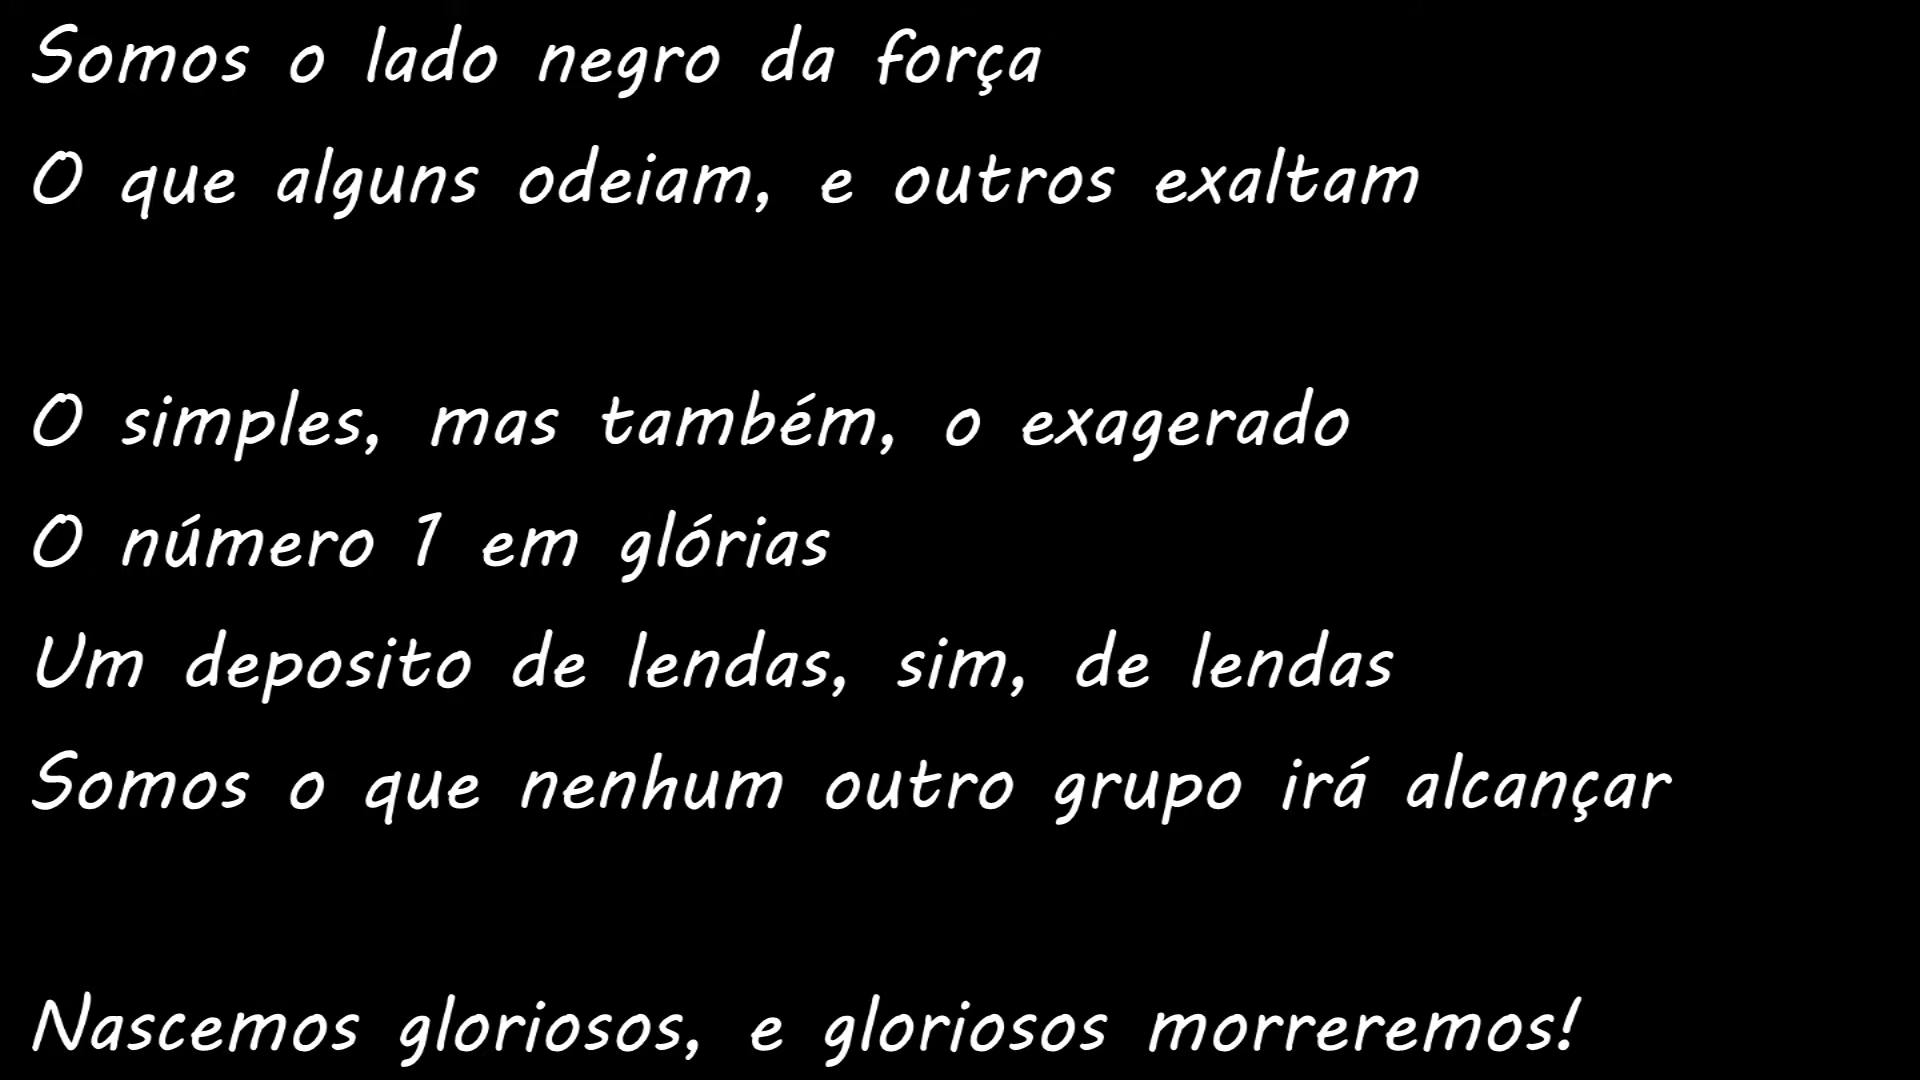 Somos o lado negro da força
O que alguns odeiam, e outros exaltam
O simples, mas também, o exagerado
O número 1 em glórias
Um deposito de lendas, sim, de lendas
Somos o que nenhum outro grupo irá alcançar
Nascemos gloriosos, e gloriosos morreremos!